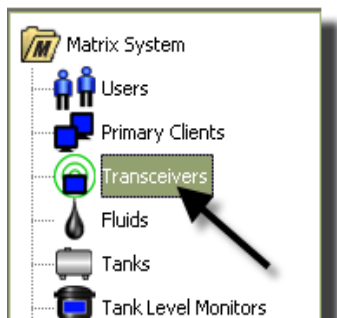 Matrix System
Users
Primary Clients
Transceivers
Fluids
Tanks
Tank Level Monitors